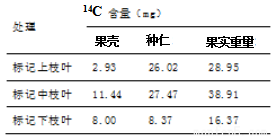 处理 ¹⁴C 含量（mg）
果壳 种仁 果实重量
标记上枝叶 2.93 26.02 28.95
标记中枝叶 11.44 27.47 38.91
标记下枝叶 8.00 8.37 16.37